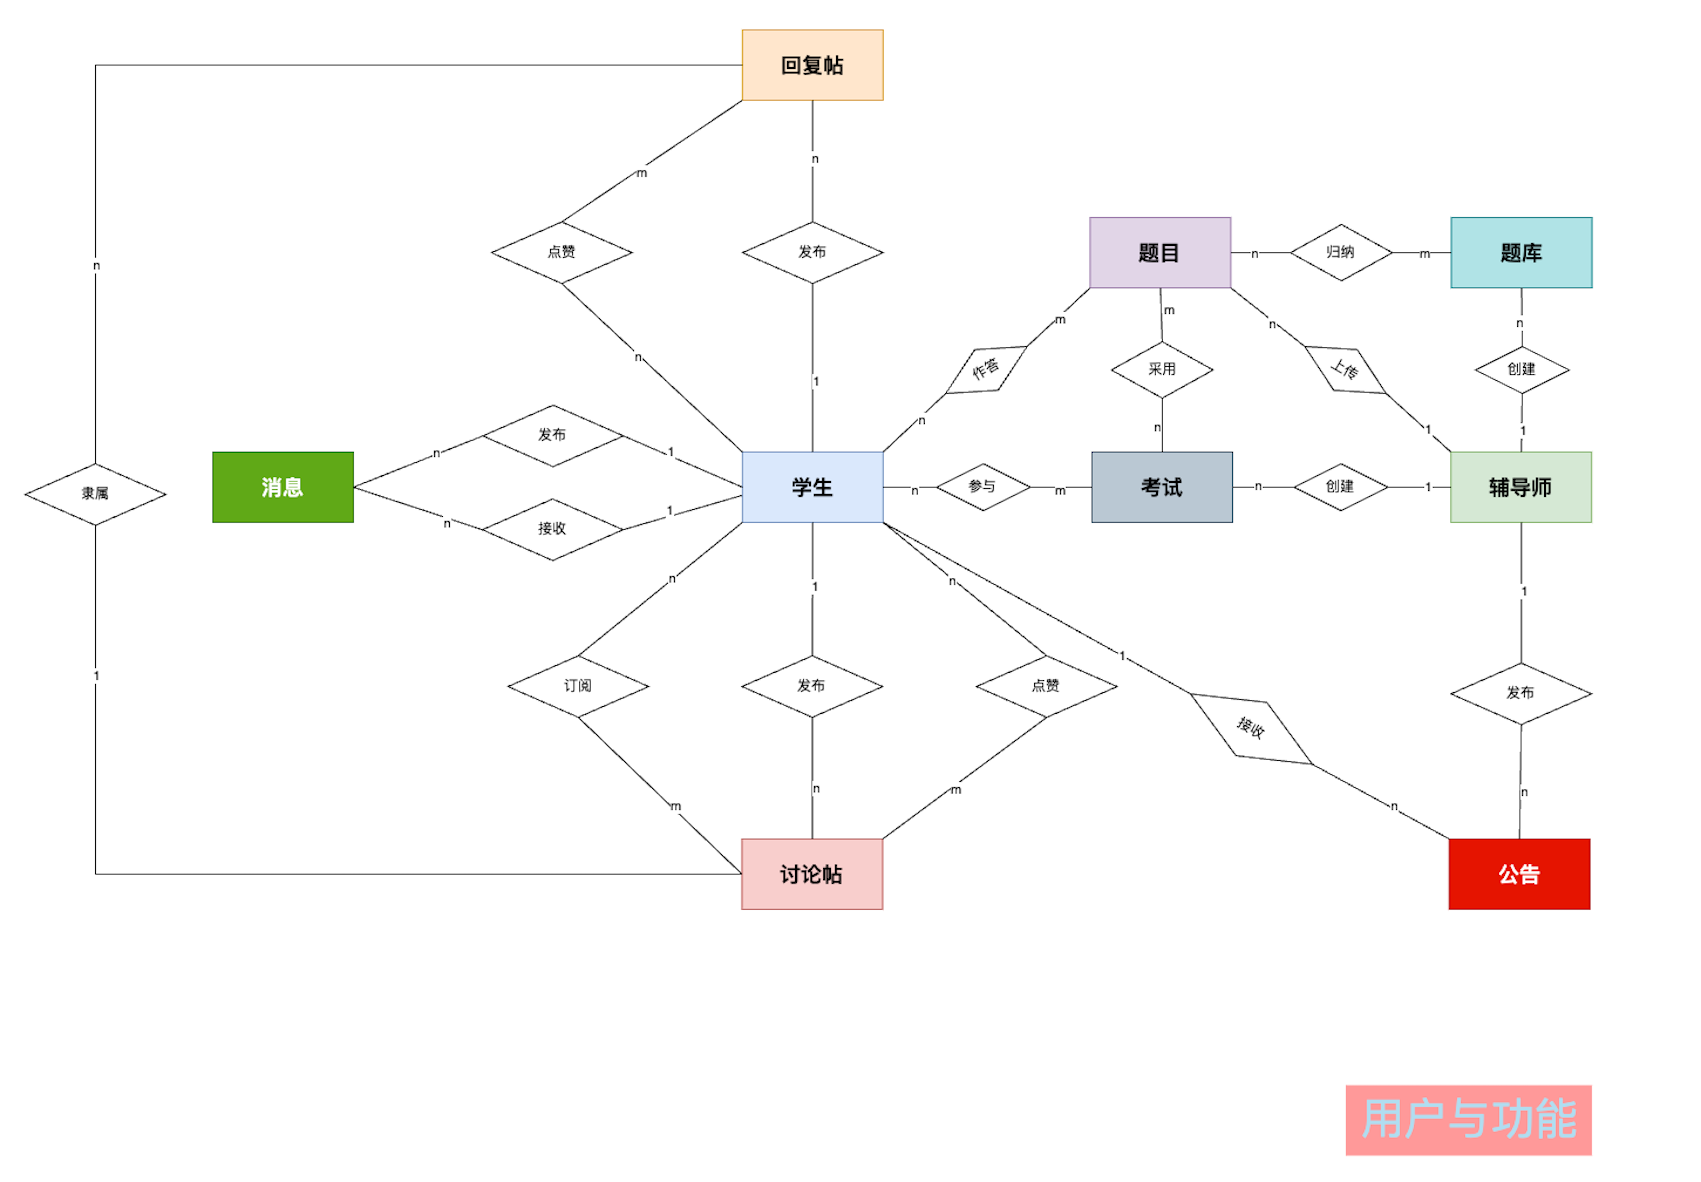 回复帖
m
n
点赞
发布
题目
n
归纳
m
题库
n
m
m
n
n
n
1
作答
采用
上传
创建
n
n
1
1
消息
n
发布
1
学生
n
参与
m
考试
n
创建
1
辅导师
隶属
n
接收
1
n
1
n
1
1
1
订阅
发布
点赞
接收
发布
m
n
m
n
n
讨论帖
公告
用户与功能